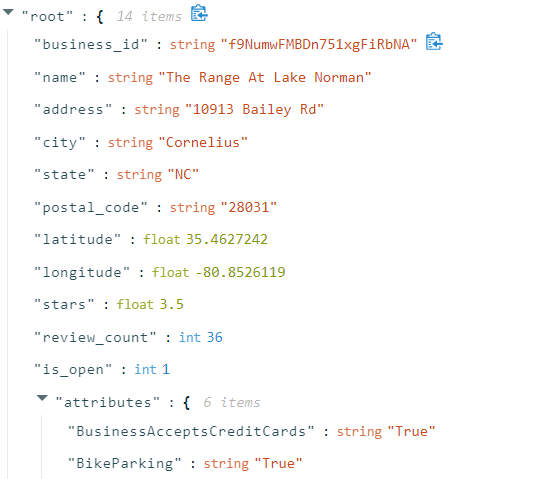 "root" : { 14 items
"business_id" : string "f9NumwFMBDn751xgFiRbNA"
"name" : string "The Range At Lake Norman"
"address" : string "10913 Bailey Rd"
"city" : string "Cornelius"
"state" : string "NC"
"postal_code" : string "28031"
"latitude" : float 35.4627242
"longitude" : float -80.8526119
"stars" : float 3.5
"review_count" : int 36
"is_open" : int 1
"attributes" : { 6 items
"BusinessAcceptsCreditCards" : string "True"
"BikeParking" : string "True"